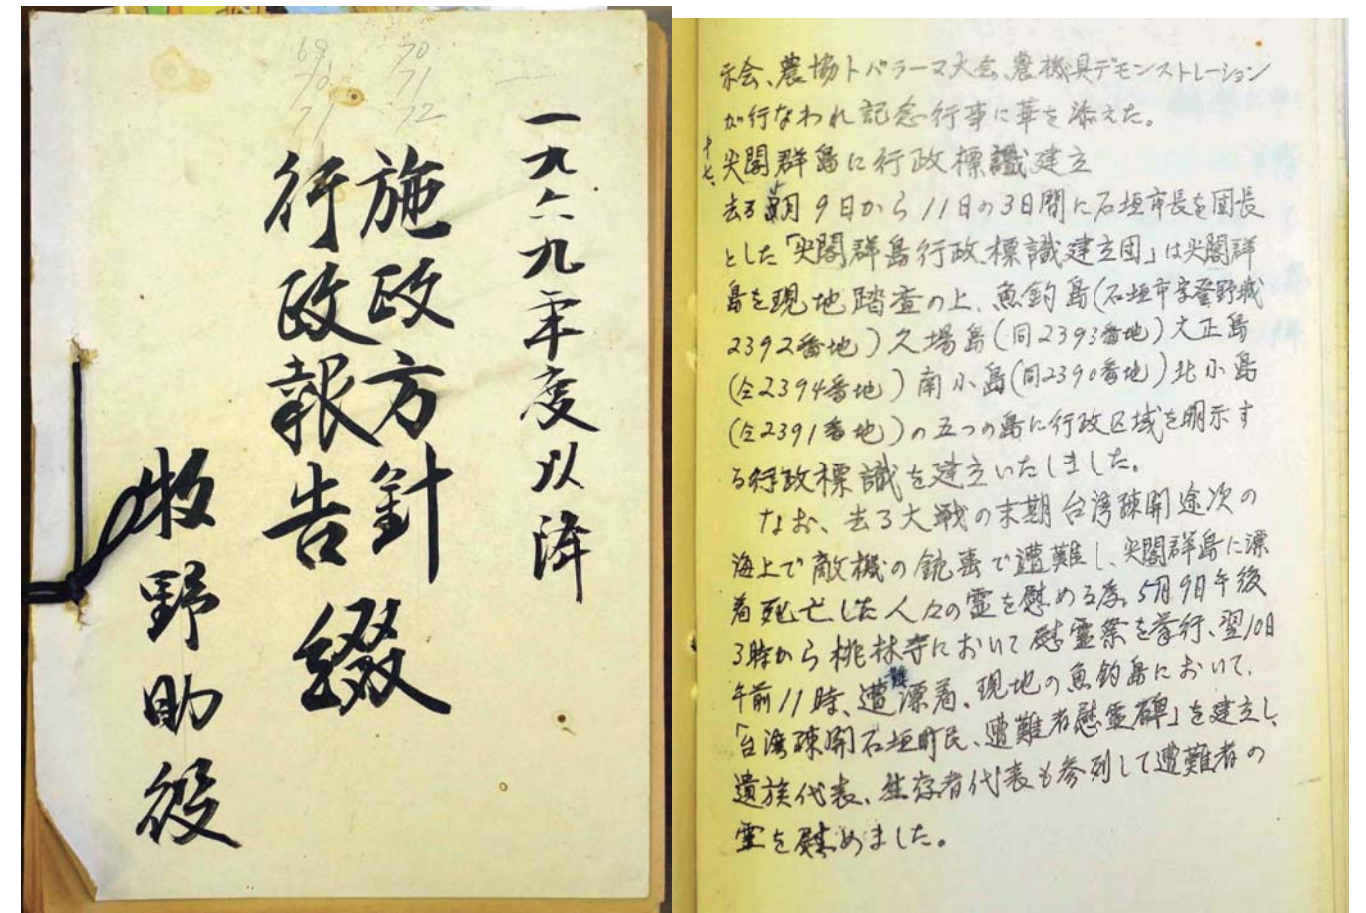 69 70
70 71
71 72
一九六九年度以降
施政方針
行政報告
綴
牧野助役
示会、農協トバラーマ大会、農機具デモンストレーション
が行なわれ記念行事に華を添えた。
十七、尖閣群島に行政標識建立
去る 月9日から11日の3日間に石垣市長を団長
とした「尖閣群島行政標識建立団」は尖閣群
島を現地踏査の上、魚釣島(石垣市字登野城
2392番地)久場島(同2393番地)大正島
(仝2394番地)南小島(同2390番地)北小島
(仝2391番地)の五つの島に行政区域を明示す
る行政標識を建立いたしました。
なお、去る大戦の末期台湾疎開途次の
海上で敵機の銃撃で遭難し、尖閣群島に漂
着死亡した人々の霊を慰める為、5月9日午後
3時から桃林寺において慰霊祭を挙行、翌10日
午前11時、遭難漂着、現地の魚釣島において、
「台湾疎開石垣町民、遭難者慰霊碑」を建立し、
遺族代表、生存者代表も参列して遭難者の
霊を慰めました。